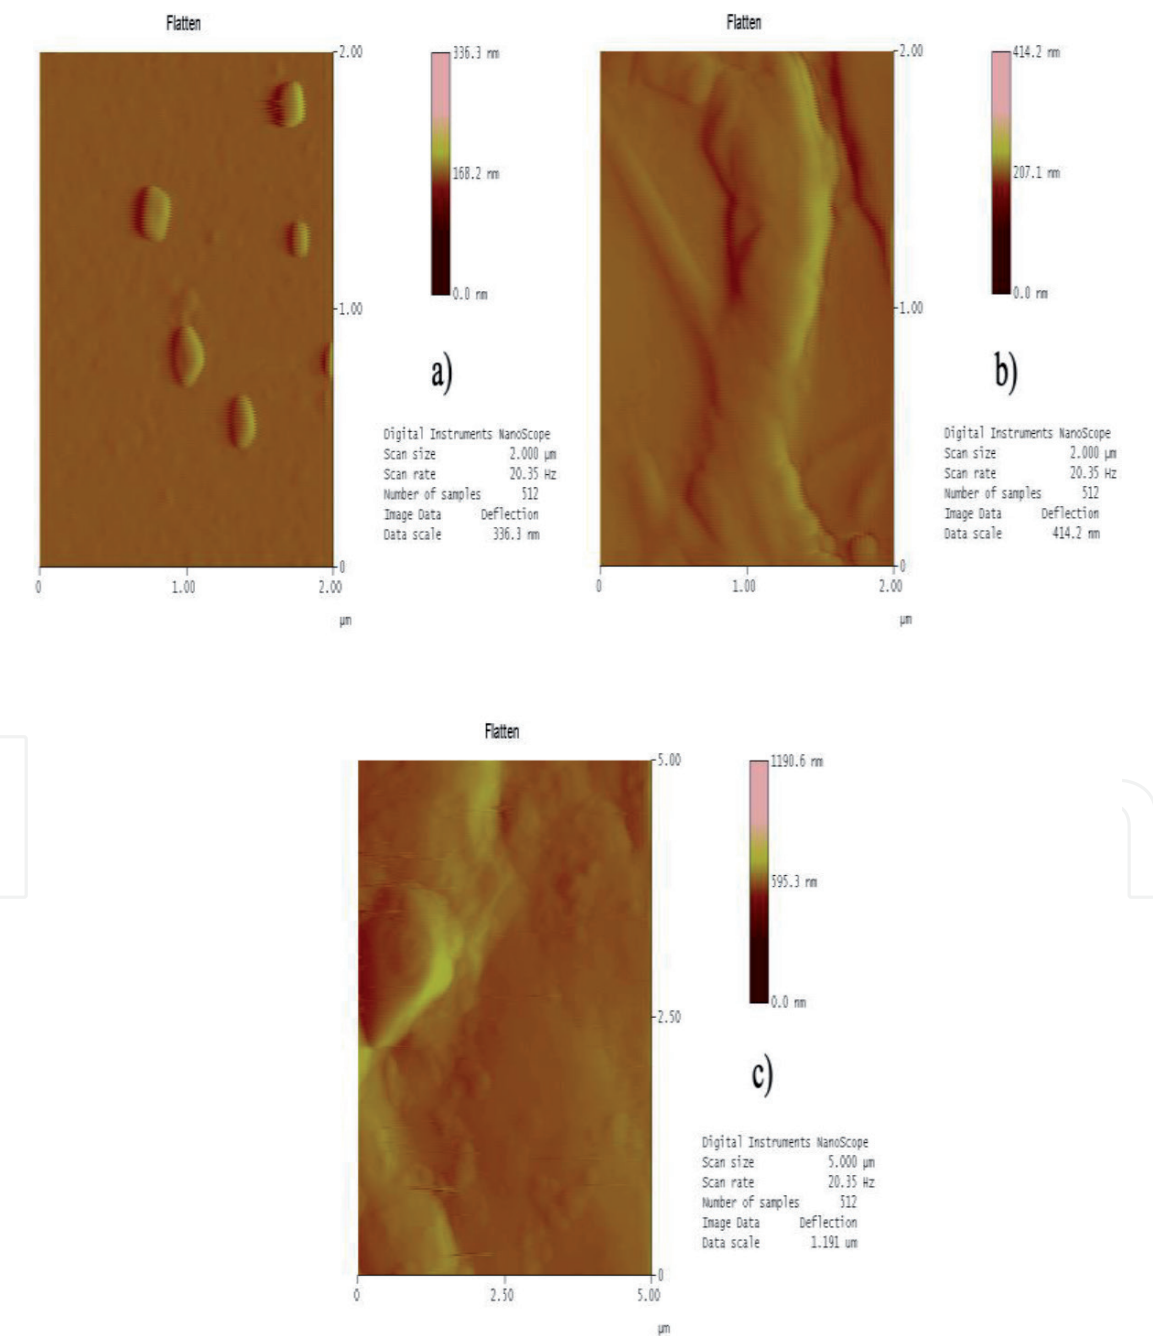 Flatten
2.00
1.00
0
0 1.00 2.00
µm
336.3 nm
168.2 nm
0.0 nm
a)
Digital Instruments NanoScope
Scan size 2.000 µm
Scan rate 20.35 Hz
Number of samples 512
Image Data Deflection
Data scale 336.3 nm
Flatten
2.00
1.00
0
0 1.00 2.00
µm
414.2 nm
207.1 nm
0.0 nm
b)
Digital Instruments NanoScope
Scan size 2.000 µm
Scan rate 20.35 Hz
Number of samples 512
Image Data Deflection
Data scale 414.2 nm
Flatten
5.00
2.50
0
0 2.50 5.00
µm
1190.6 nm
595.3 nm
0.0 nm
c)
Digital Instruments NanoScope
Scan size 5.000 µm
Scan rate 20.35 Hz
Number of samples 512
Image Data Deflection
Data scale 1.191 um